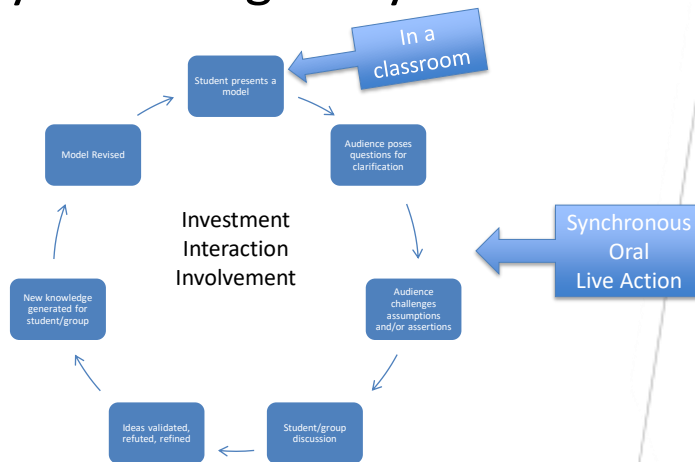 In a
classroom
Student presents a
model
Audience poses
questions for
clarification
Synchronous
Oral
Live Action
Audience
challenges
assumptions
and/or assertions
Student/group
discussion
Ideas validated,
refuted, refined
New knowledge
generated for
student/group
Model Revised
Investment
Interaction
Involvement